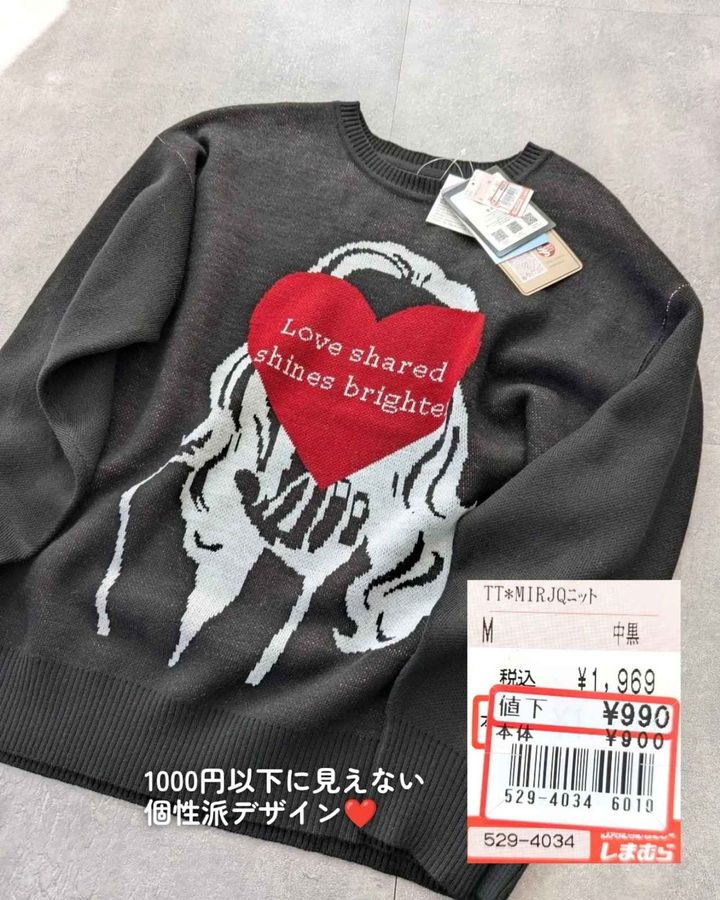 Love shared
shines brighte
TT*MIRJQニット
M 中黒
税込 ¥1,969
値下 ¥990
本体 ¥900
529-4034 6019
529-4034
しまむら
1000円以下に見えない
個性派デザイン❤️